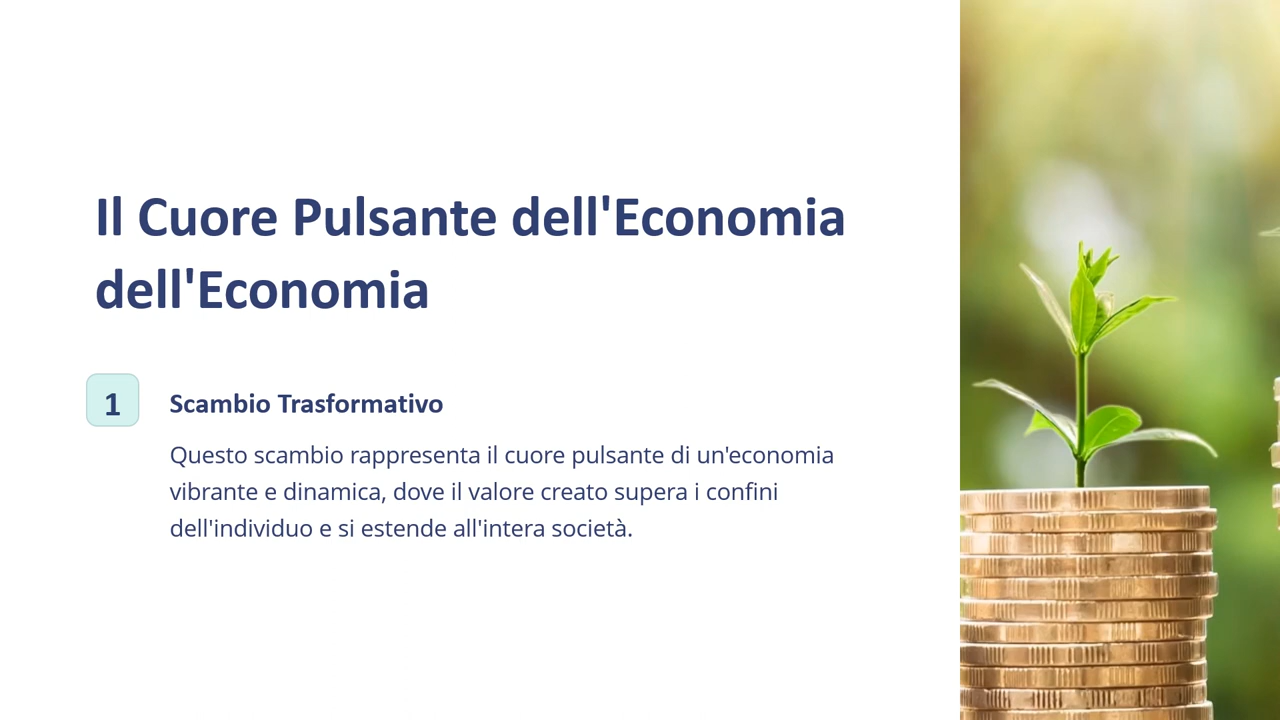 Il Cuore Pulsante dell'Economia
dell'Economia
1
Scambio Trasformativo
Questo scambio rappresenta il cuore pulsante di un'economia
vibrante e dinamica, dove il valore creato supera i confini
dell'individuo e si estende all'intera società.